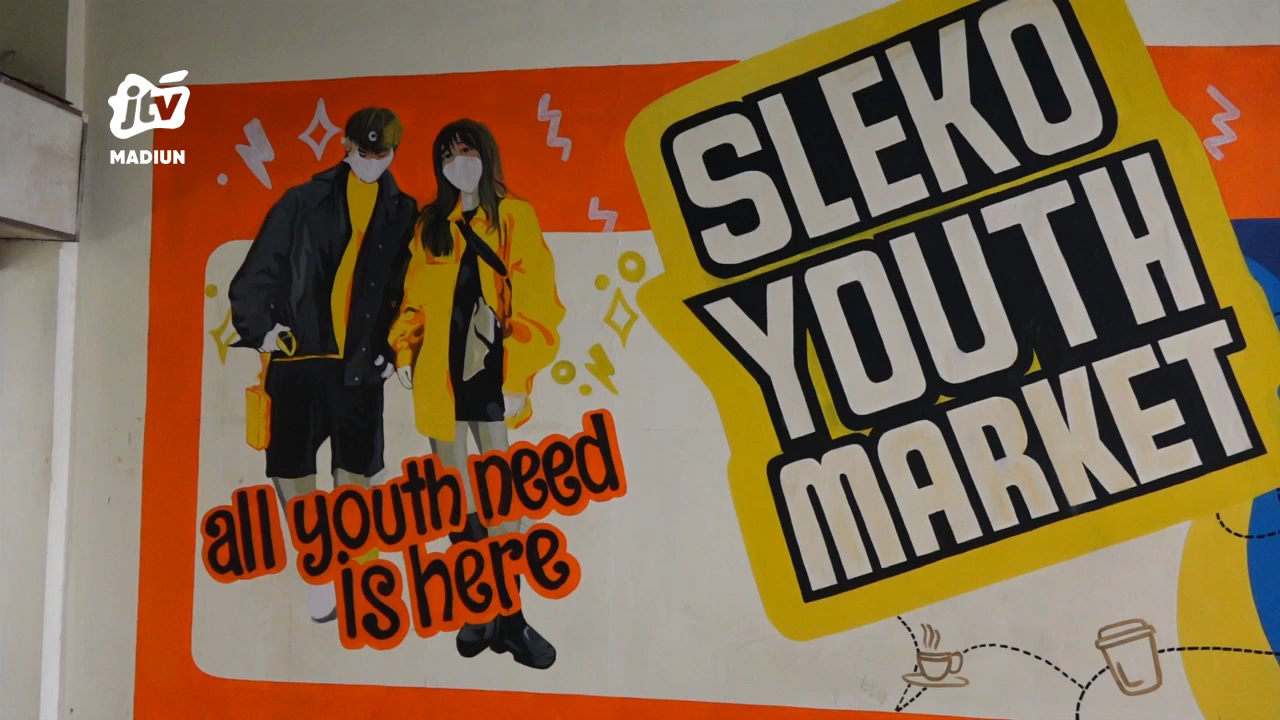 jtv
MADIUN
SLEKO
YOUTH
MARKET
all youth need
is here